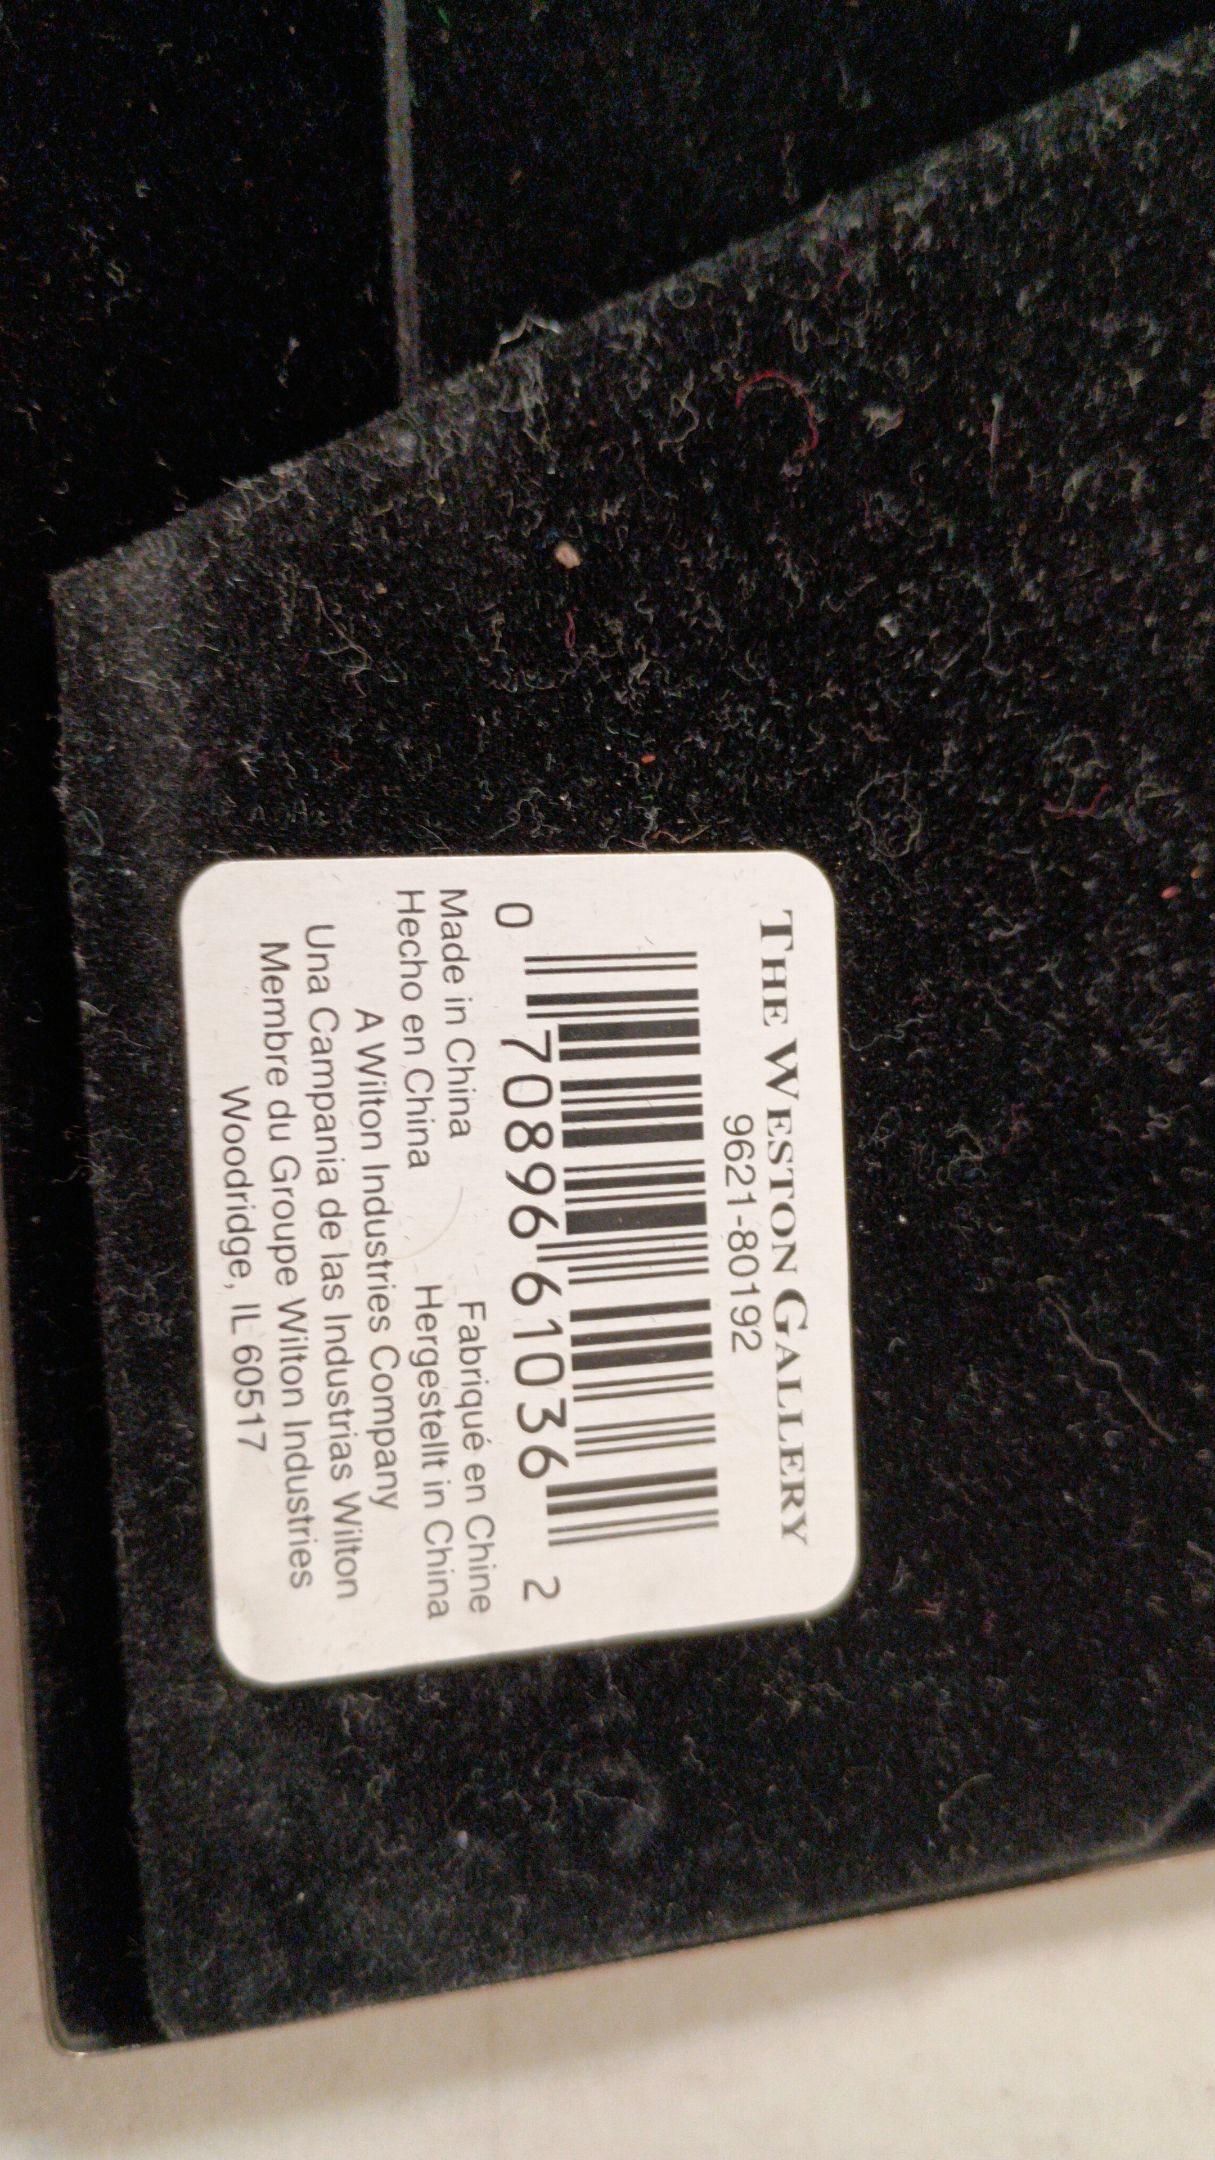 THE WESTON GALLERY
9621-80192
0 70896 61036 2
Made in China Fabriqué en Chine
Hecho en China Hergestellt in China
A Wilton Industries Company
Una Campania de las Industrias Wilton
Membre du Groupe Wilton Industries
Woodridge, IL 60517